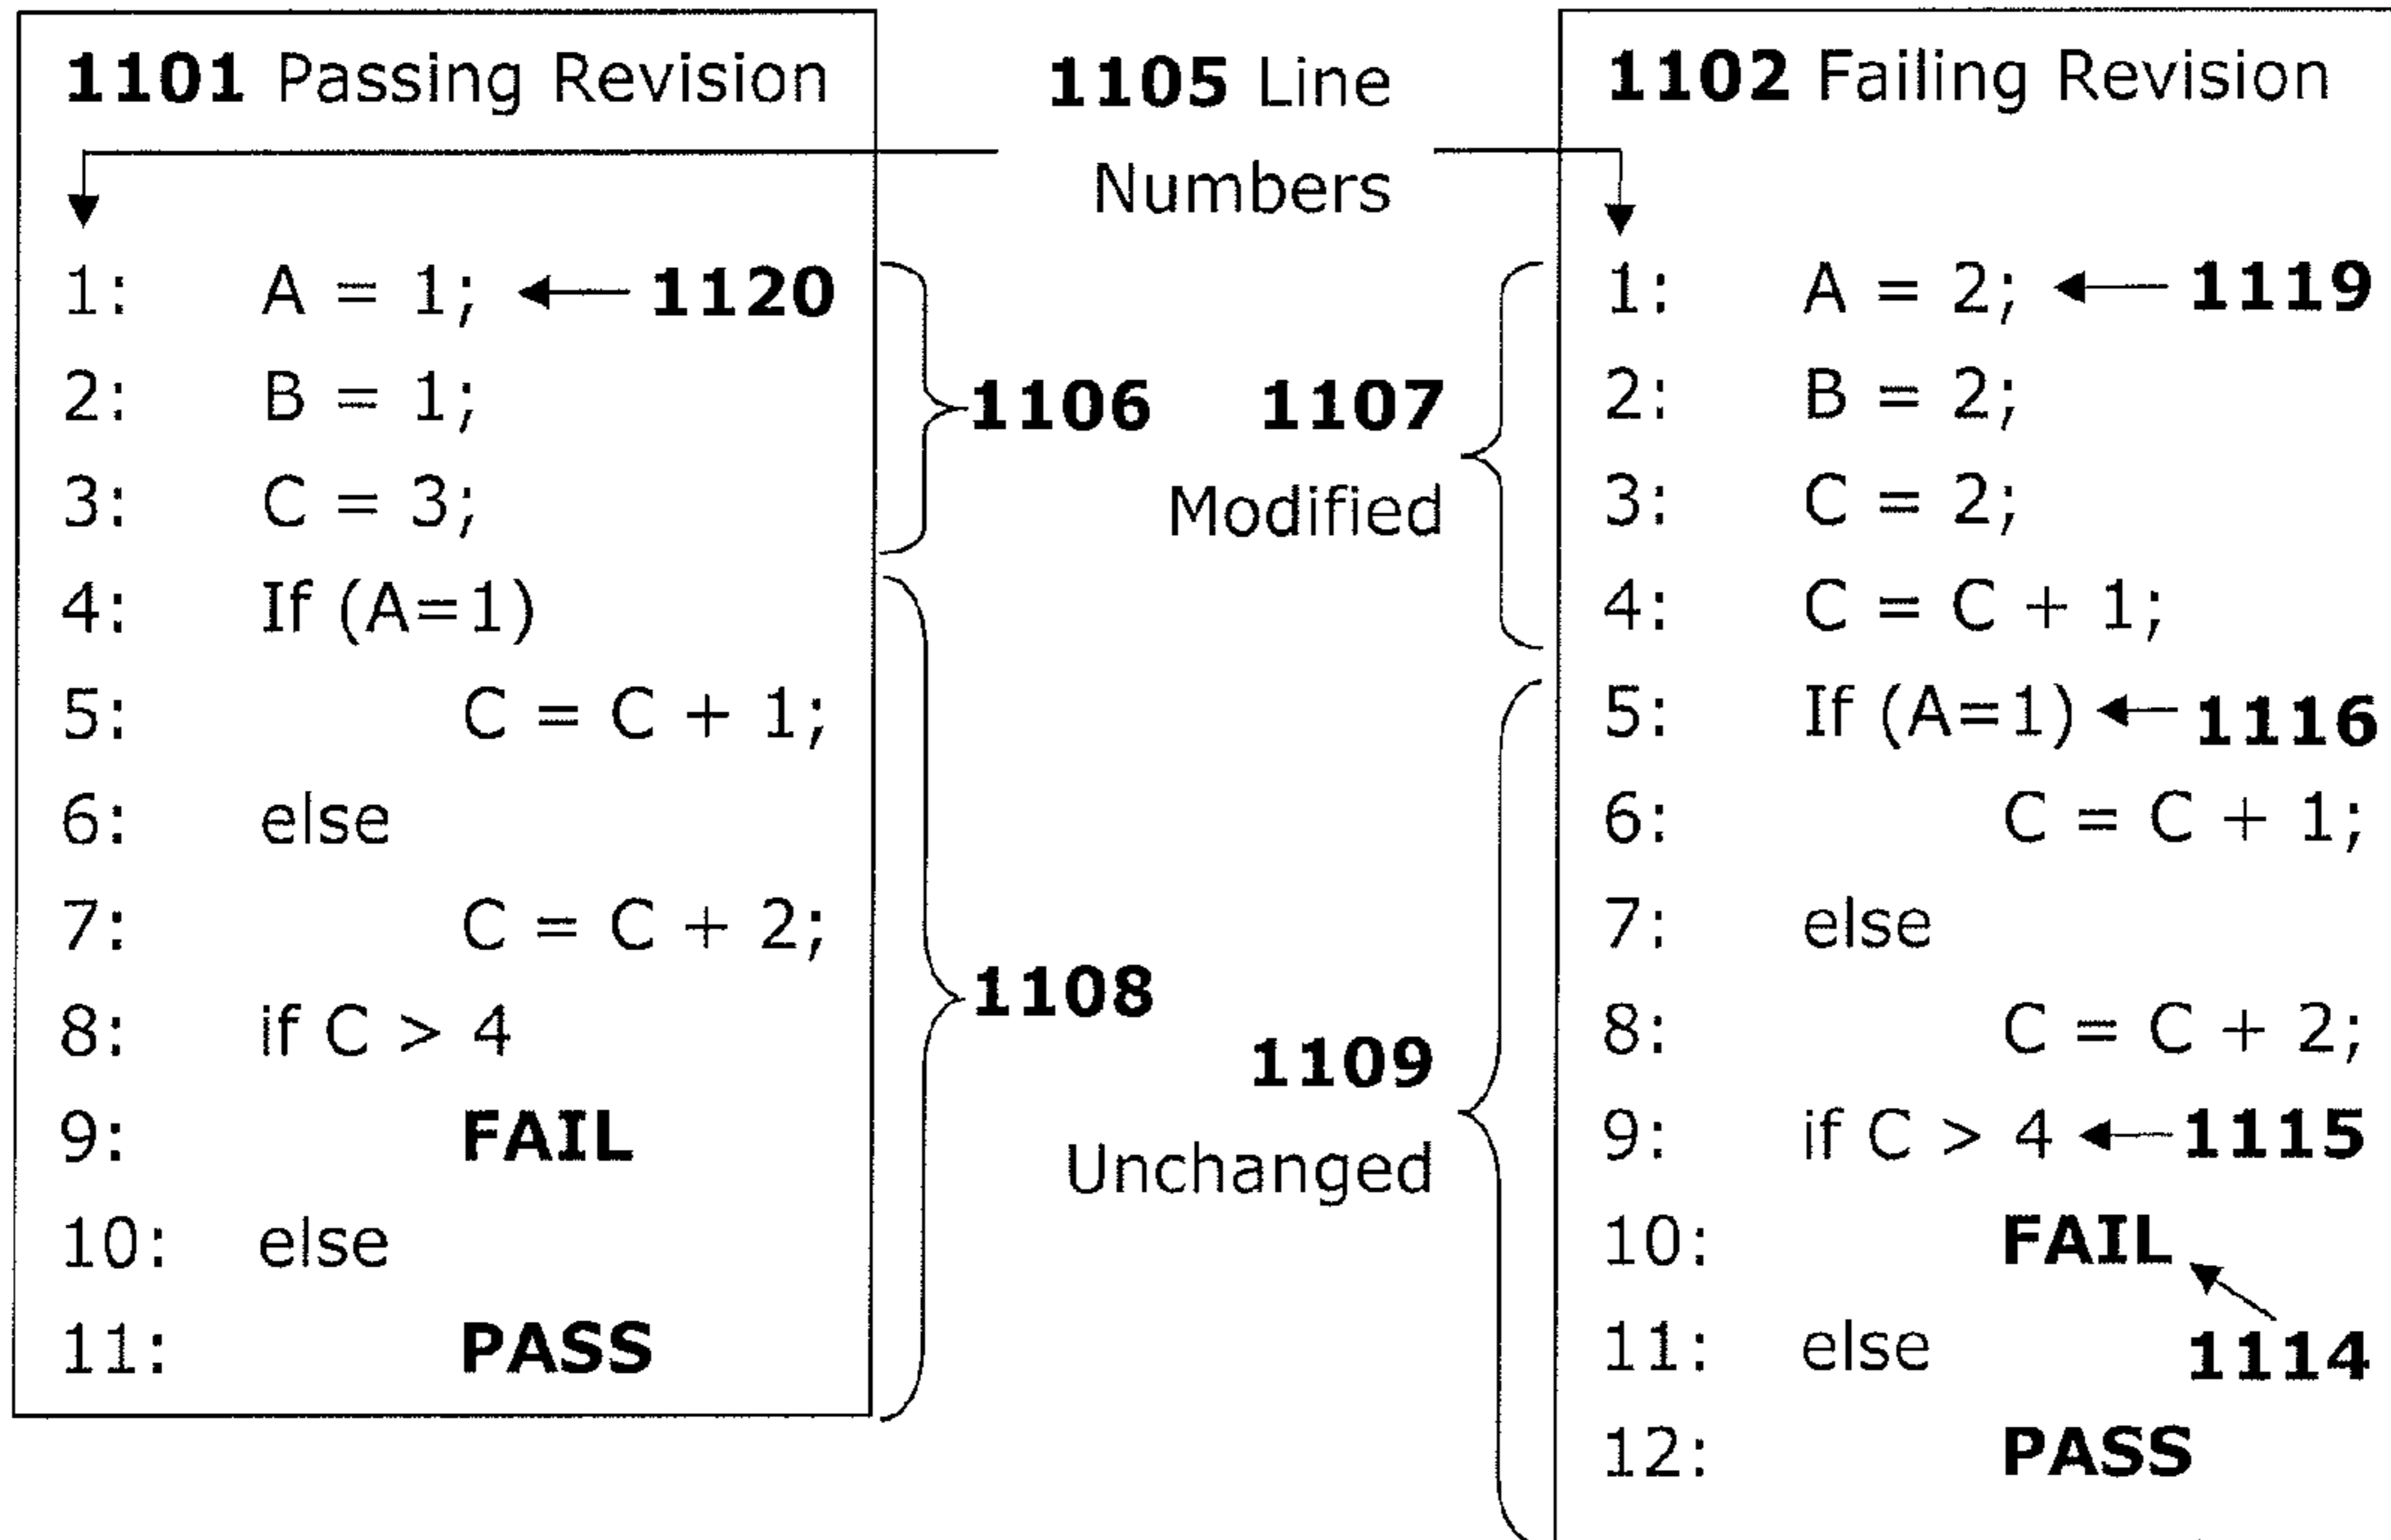 1101 Passing Revision
1:    A = 1; 1120
2:    B = 1;
3:    C = 3;
4:    If (A=1)
5:        C = C + 1;
6:    else
7:        C = C + 2;
8:    if C > 4
9:        FAIL
10:    else
11:        PASS
1105 Line
Numbers
1106
1107
Modified
1108
1109
Unchanged
1102 Failing Revision
1:    A = 2; 1119
2:    B = 2;
3:    C = 2;
4:    C = C + 1;
5:    If (A=1) 1116
6:        C = C + 1;
7:    else
8:        C = C + 2;
9:    if C > 4 1115
10:        FAIL
11:    else 1114
12:        PASS